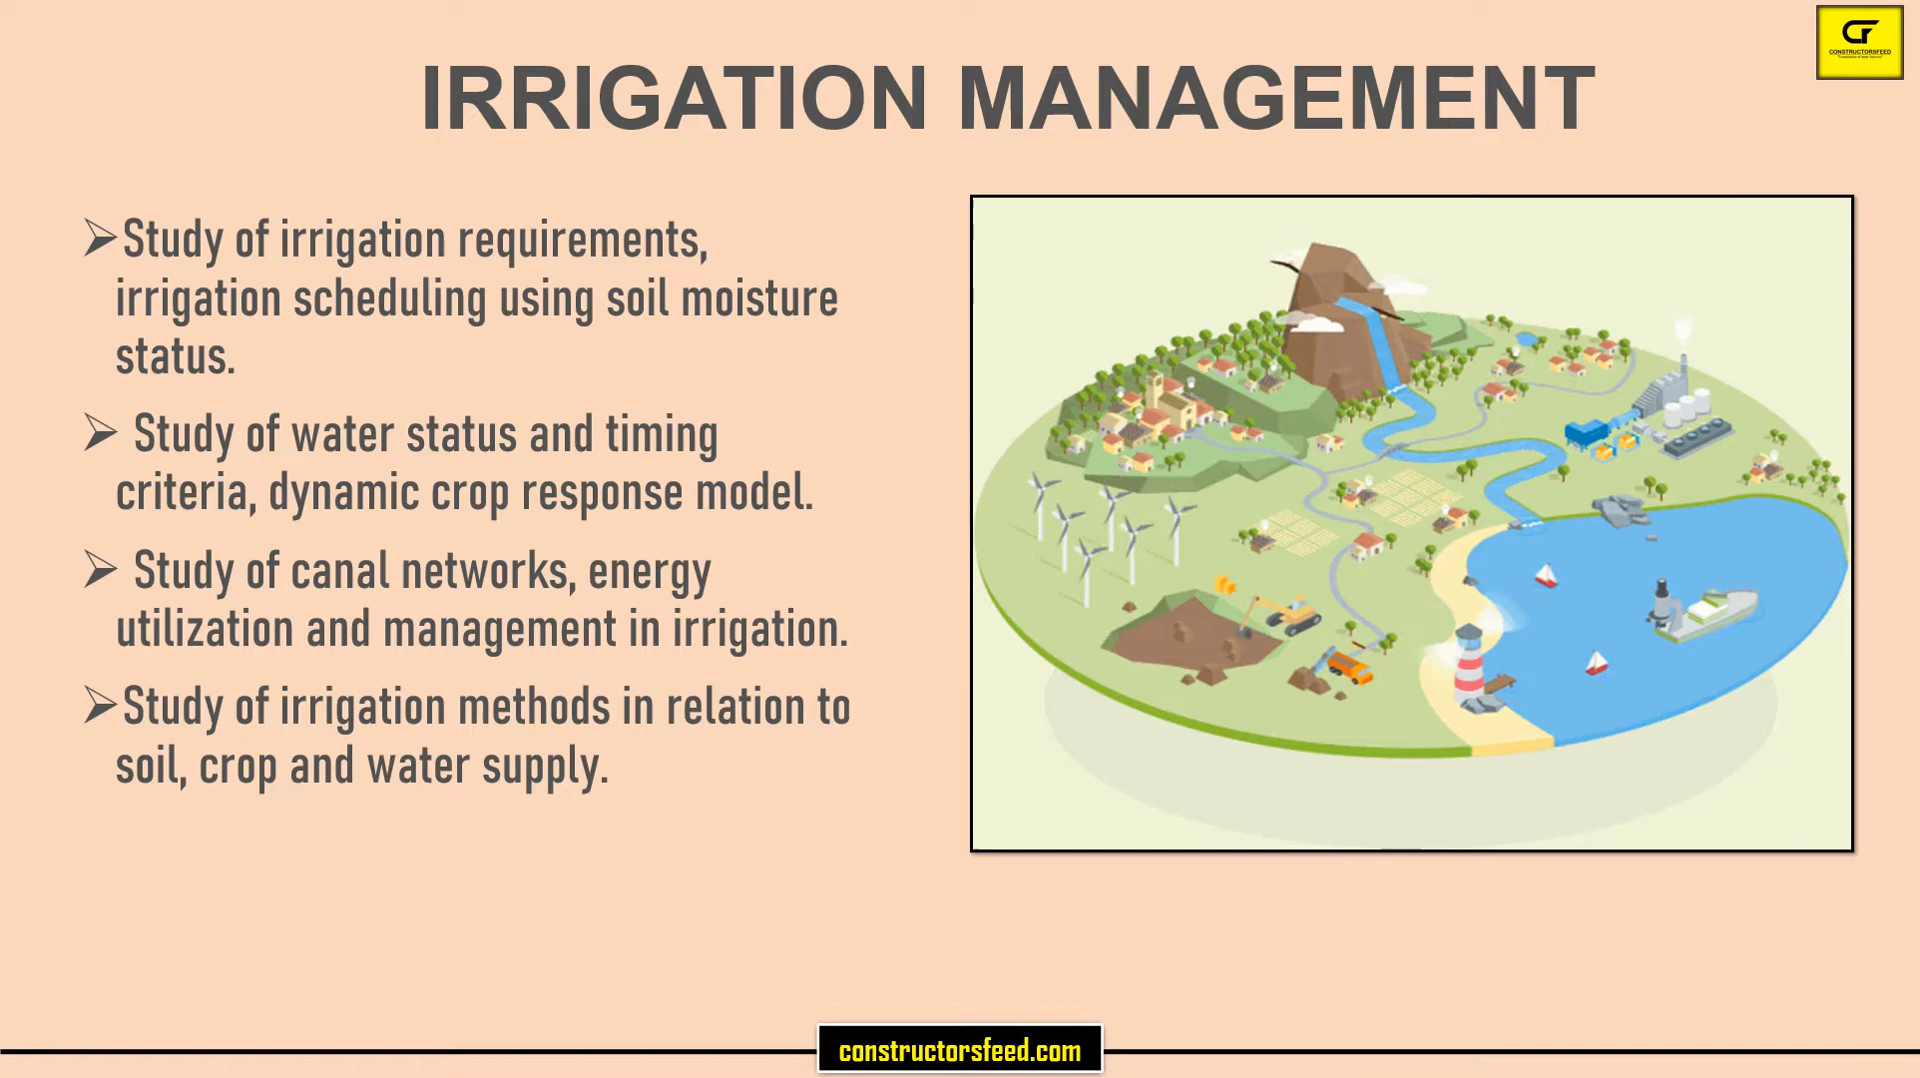 CONSTRUCTORSFEED
IRRIGATION MANAGEMENT
➢Study of irrigation requirements,
irrigation scheduling using soil moisture
status.
➢ Study of water status and timing
criteria, dynamic crop response model.
➢ Study of canal networks, energy
utilization and management in irrigation.
➢Study of irrigation methods in relation to
soil, crop and water supply.
constructorsfeed.com